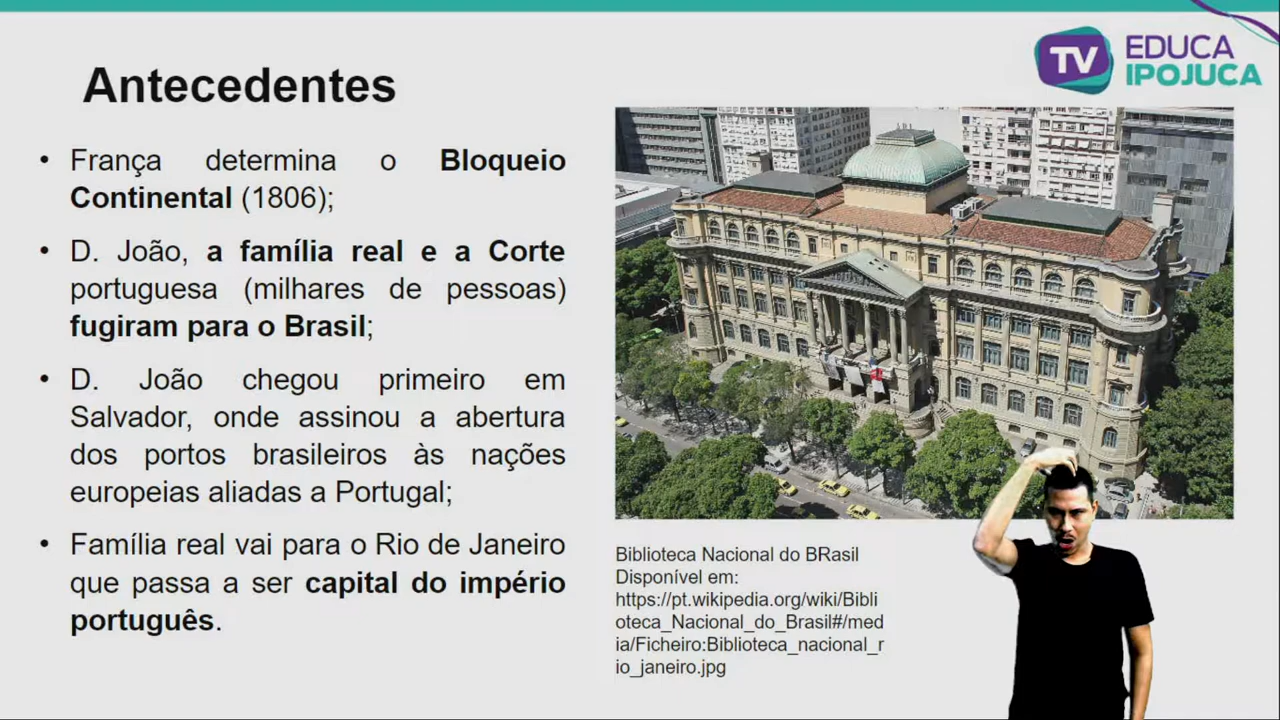 TV EDUCA
IPOJUCA
Antecedentes
• França determina o Bloqueio
Continental (1806);
• D. João, a família real e a Corte
portuguesa (milhares de pessoas)
fugiram para o Brasil;
• D. João chegou primeiro em
Salvador, onde assinou a abertura
dos portos brasileiros às nações
europeias aliadas a Portugal;
• Família real vai para o Rio de Janeiro
que passa a ser capital do império
português.
Biblioteca Nacional do BRasil
Disponível em:
https://pt.wikipedia.org/wiki/Bibli
oteca_Nacional_do_Brasil#/med
ia/Ficheiro:Biblioteca_nacional_r
io_janeiro.jpg